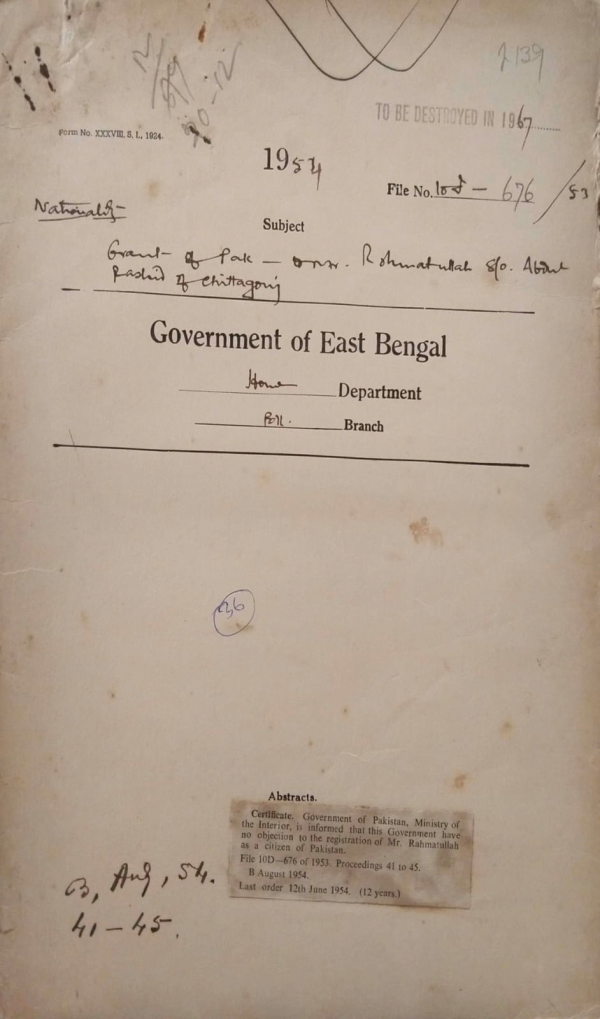 2139
12
TO BE DESTROYED IN 1967
Form No. XXXVIII, S. I., 1924.
1954
File No. 10D - 676/53
Nationality
Subject
Grant of Pak — Mr. Rahmatullah S/o. Abdul
Rashid of Chittagong
Government of East Bengal
Home Department
Poll. Branch
36
Abstracts.
Certificate. Government of Pakistan, Ministry of
the Interior, is informed that this Government have
no objection to the registration of Mr. Rahmatullah
as a citizen of Pakistan.
File 10D—676 of 1953. Proceedings 41 to 45.
B August 1954.
Last order 12th June 1954. (12 years.)
B, Aug, 54.
41-45.